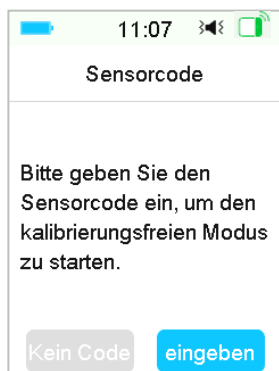 11:07
Sensorcode
Bitte geben Sie den
Sensorcode ein, um den
kalibrierungsfreien Modus
zu starten.
Kein Code eingeben